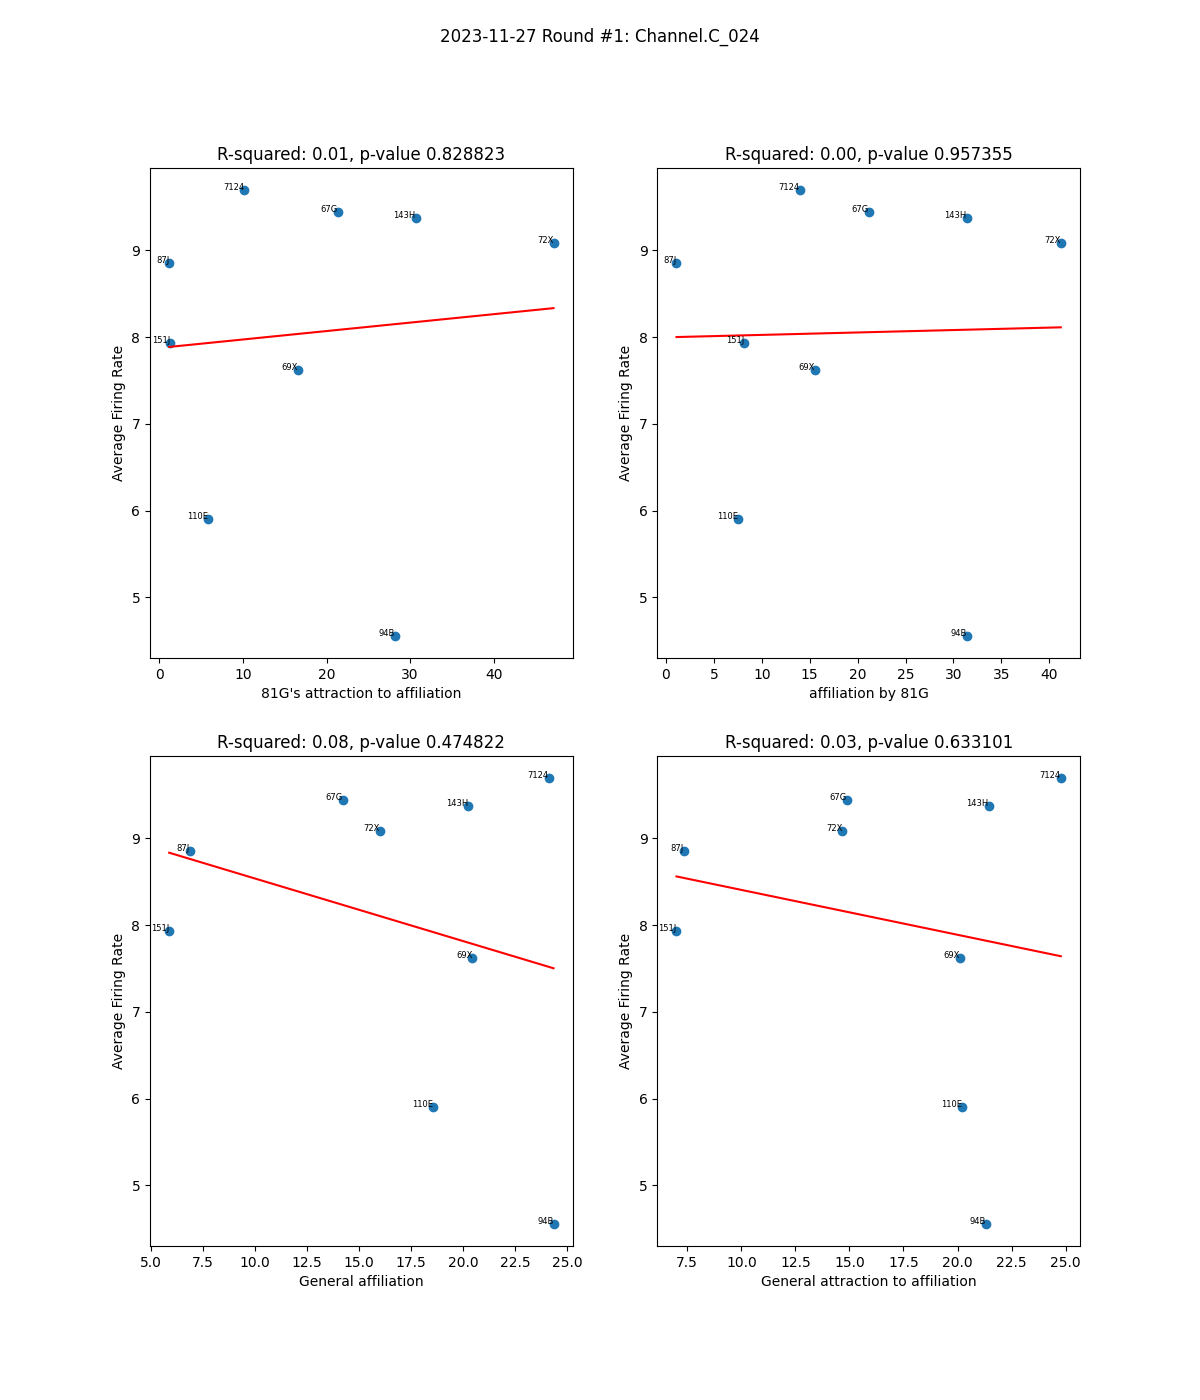 2023-11-27 Round #1: Channel.C_024
R-squared: 0.01, p-value 0.828823
7124
67G
143H
72X
87J
151J
69X
110E
94B
9
8
7
6
5
Average Firing Rate
0 10 20 30 40
81G's attraction to affiliation
R-squared: 0.00, p-value 0.957355
7124
67G
143H
72X
87J
151J
69X
110E
94B
9
8
7
6
5
Average Firing Rate
0 5 10 15 20 25 30 35 40
affiliation by 81G
R-squared: 0.08, p-value 0.474822
7124
67G
143H
72X
87J
151J
69X
110E
94B
9
8
7
6
5
Average Firing Rate
5.0 7.5 10.0 12.5 15.0 17.5 20.0 22.5 25.0
General affiliation
R-squared: 0.03, p-value 0.633101
7124
67G
143H
72X
87J
151J
69X
110E
94B
9
8
7
6
5
Average Firing Rate
7.5 10.0 12.5 15.0 17.5 20.0 22.5 25.0
General attraction to affiliation